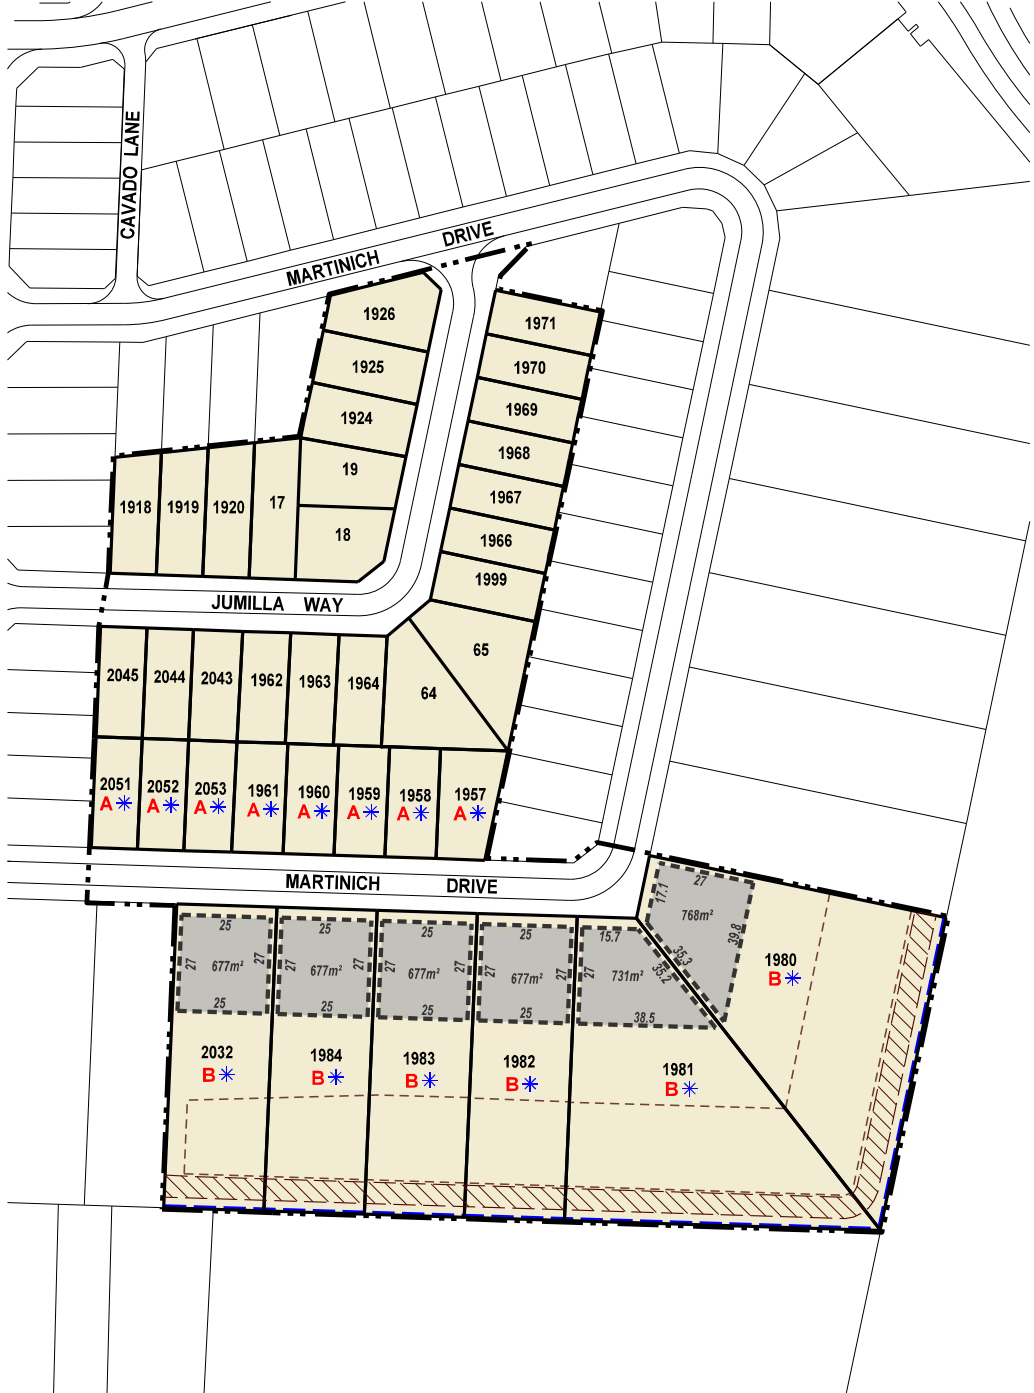 CAVADO LANE
MARTINICH DRIVE
1926
1971
1925
1970
1924
1969
1968
19
1967
1918 1919 1920 17
18
1966
1999
JUMILLA WAY
65
2045 2044 2043 1962 1963 1964
64
2051 2052 2053 1961 1960 1959 1958 1957
A✳ A✳ A✳ A✳ A✳ A✳ A✳ A✳
MARTINICH DRIVE
27
17.1
768m²
39.8
35.3
25 25 25 25 15.7
27 677m² 27
27 677m² 27
27 677m² 27
27 677m² 27
27 731m² 35.2
25 25 25 25 38.5
1980
B✳
2032 1984 1983 1982 1981
B✳ B✳ B✳ B✳ B✳